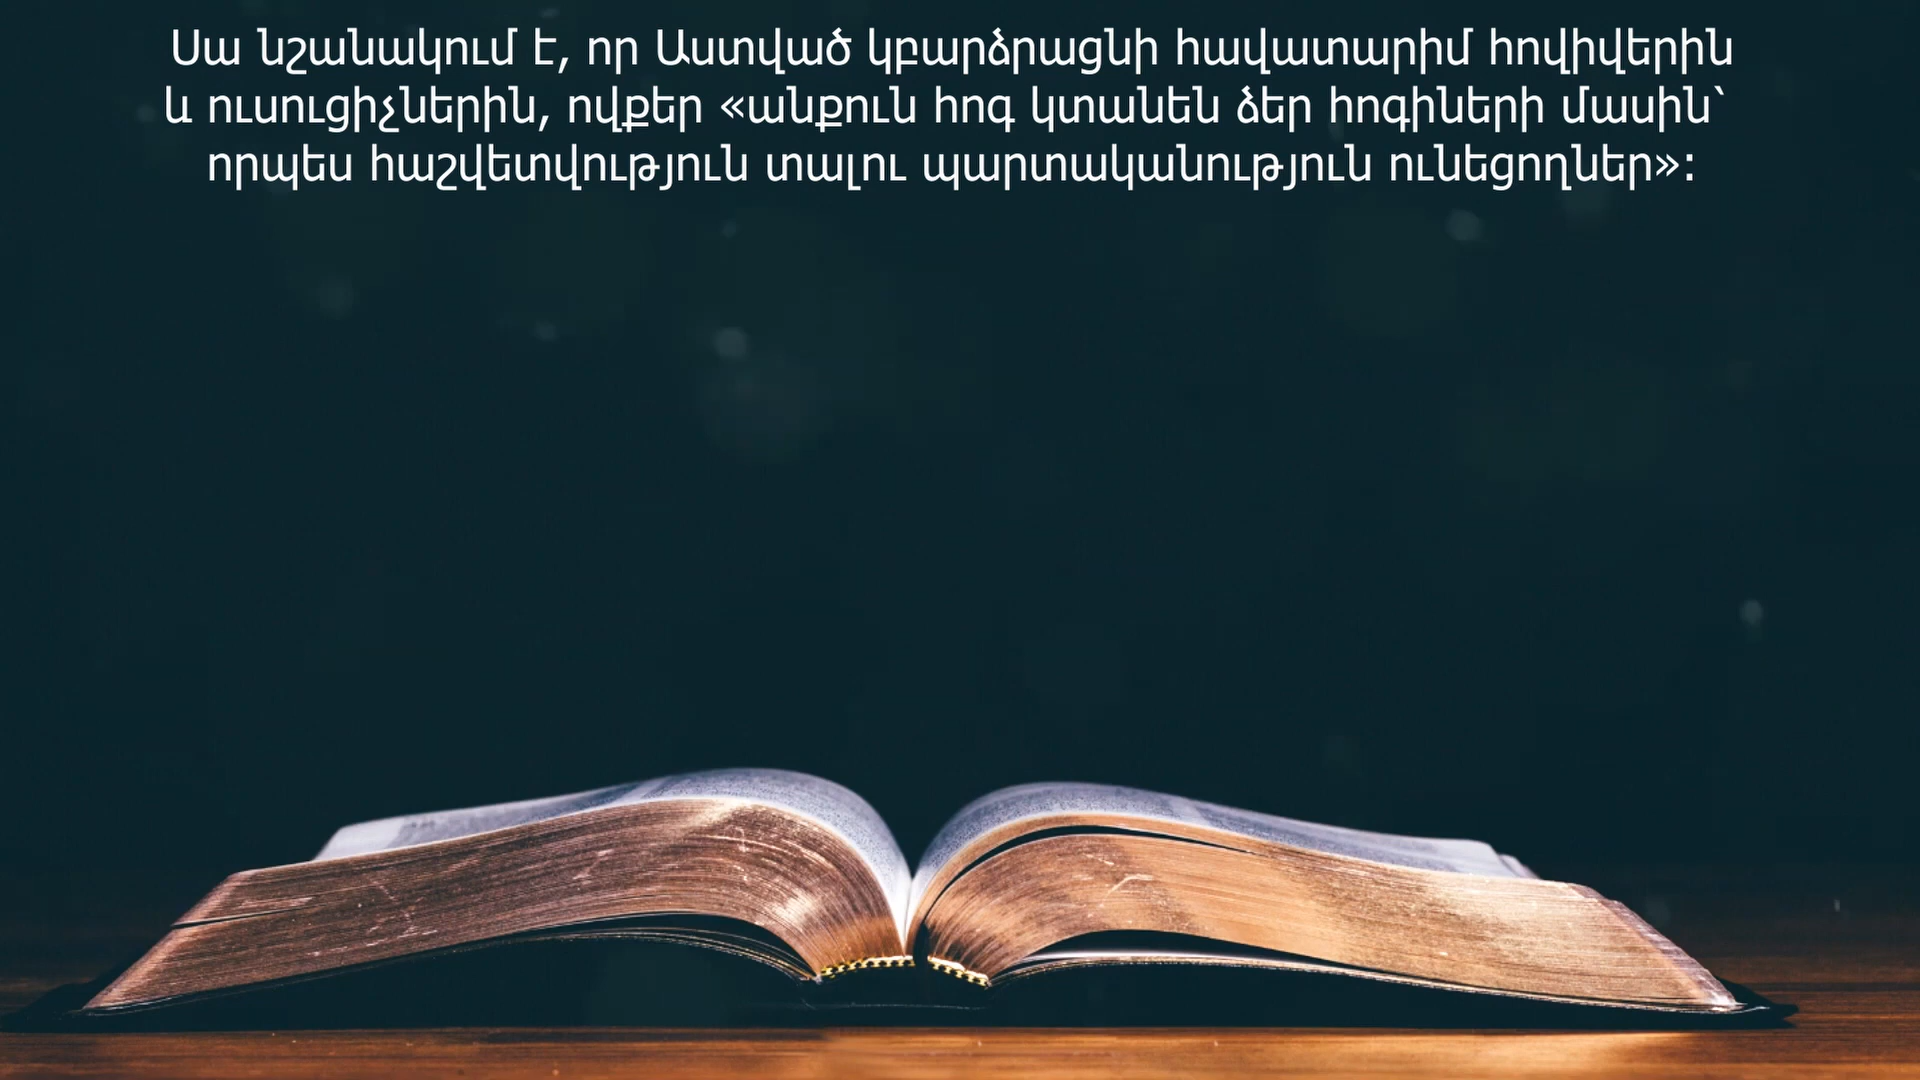 Սա նշանակում է, որ Աստված կբարձրացնի հավատարիմ հովիվերին
և ուսուցիչներին, ովքեր «անքուն հոգ կտանեն ձեր հոգիների մասին՝
որպես հաշվետվություն տալու պարտականություն ունեցողներ»: